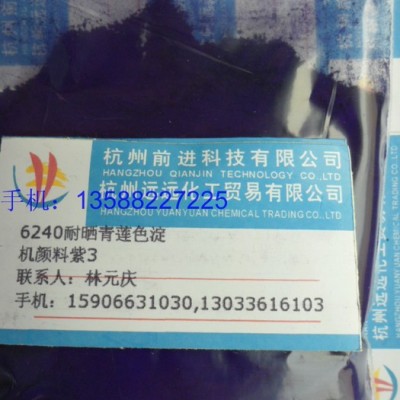 杭州前进科技有限公司
HANGZHOU QIANJIN TECHNOLOGY CO.,LTD
杭州远远化工贸易有限公司
HANGZHOU YUANYUAN CHEMICAL TRADING CO.,LTD
手机：13588227225
6240耐晒青莲色淀
机颜料紫3
联系人：林元庆
手机：15906631030,13033616103